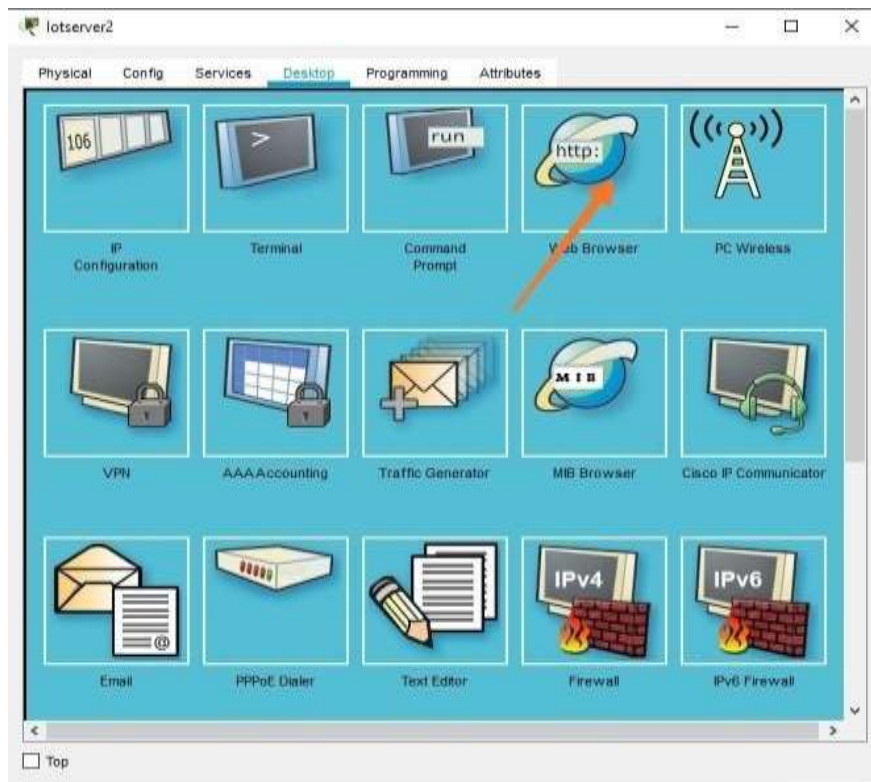 Iotserver2
Physical Config Services Desktop Programming Attributes
106
>
run
http:
IP
Configuration
Terminal
Command
Prompt
Web Browser
PC Wireless
MIB
VPN
AAAAccounting
Traffic Generator
MIB Browser
Cisco IP Communicator
@
IPv4
IPv6
Email
PPPoE Dialer
Text Editor
Firewall
IPv6 Firewall
Top